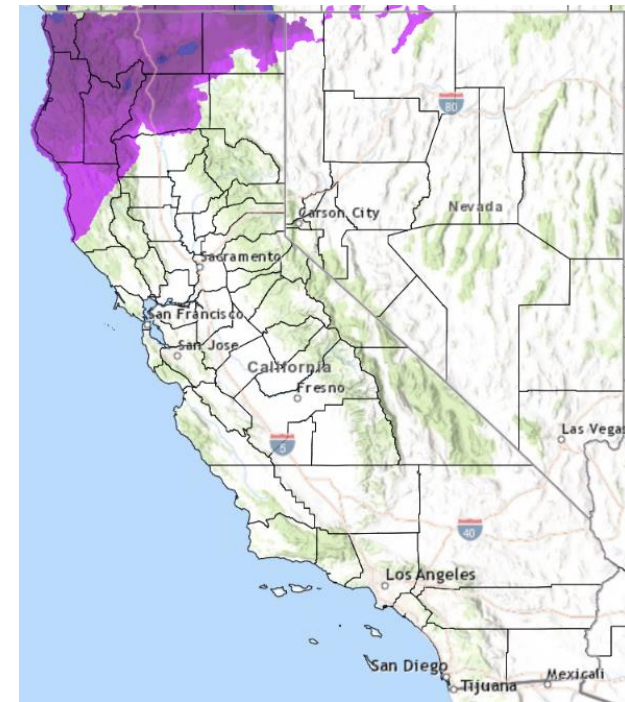 80
Carson City
Nevada
Sacramento
San Francisco
San Jose
California
Fresno
Las Vegas
5
40
Los Angeles
San Diego
Tijuana
Mexicali